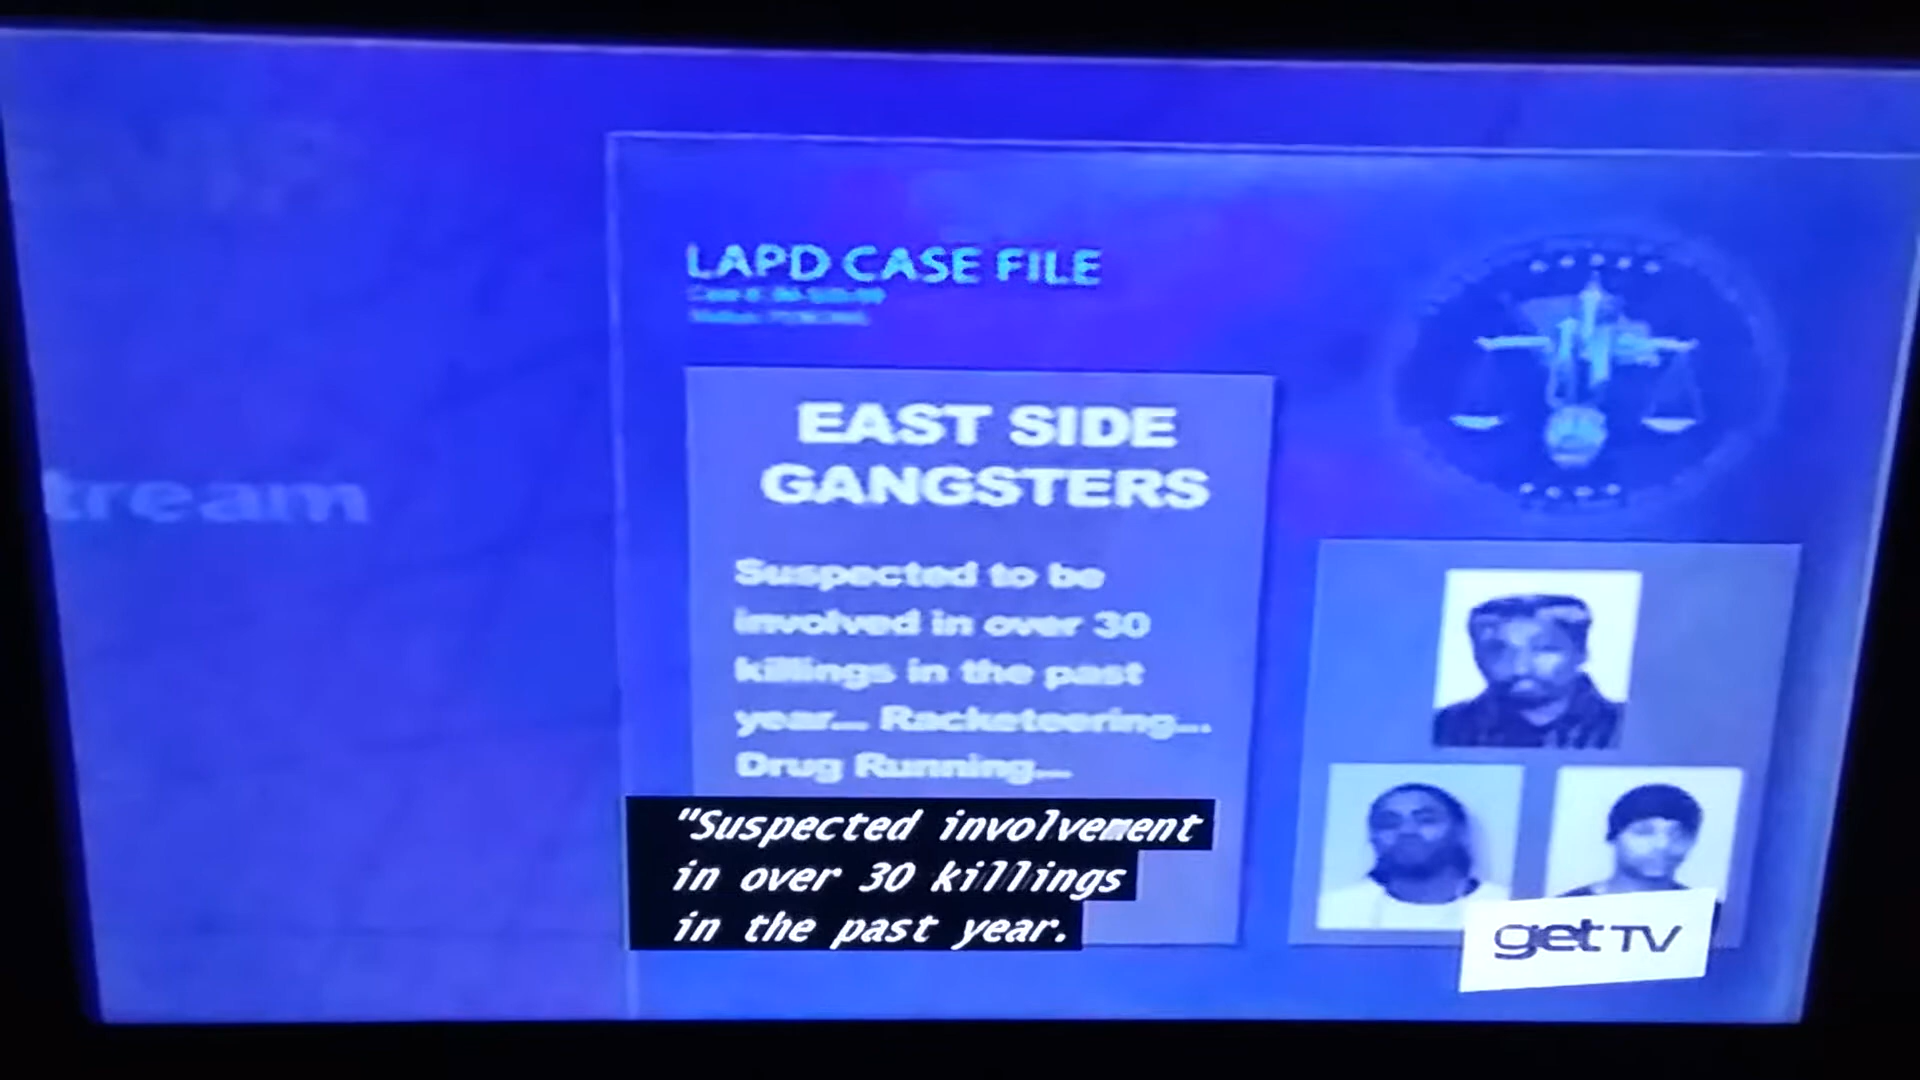 LAPD CASE FILE
EAST SIDE
GANGSTERS
tream
Suspected to be
involved in over 30
killings in the past
year... Racketeering...
Drug Running...
"Suspected involvement
in over 30 killings
in the past year.
getTV